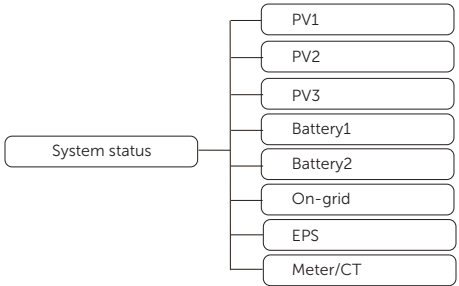 PV1
PV2
PV3
Battery1
System status
Battery2
On-grid
EPS
Meter/CT